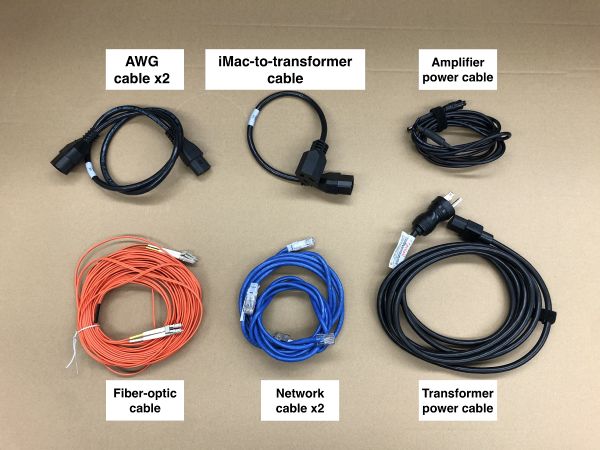 AWG
cable x2
iMac-to-transformer
cable
Amplifier
power cable
Fiber-optic
cable
Network
cable x2
Transformer
power cable